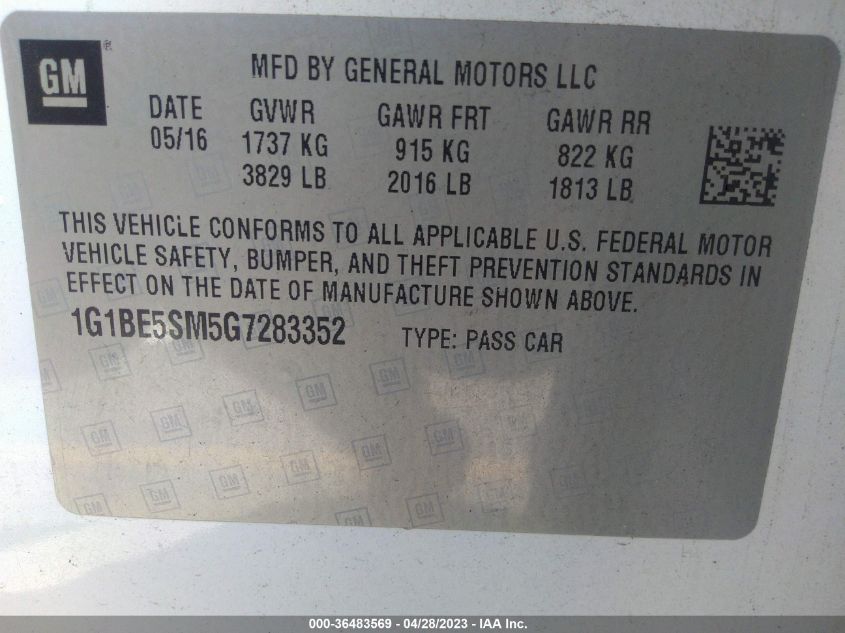 GM ®
MFD BY GENERAL MOTORS LLC
DATE GVWR GAWR FRT GAWR RR
05/16 1737 KG 915 KG 822 KG
3829 LB 2016 LB 1813 LB
THIS VEHICLE CONFORMS TO ALL APPLICABLE U.S. FEDERAL MOTOR
VEHICLE SAFETY, BUMPER, AND THEFT PREVENTION STANDARDS IN
EFFECT ON THE DATE OF MANUFACTURE SHOWN ABOVE.
1G1BE5SM5G7283352 TYPE: PASS CAR
000-36483569 - 04/28/2023 - IAA Inc.